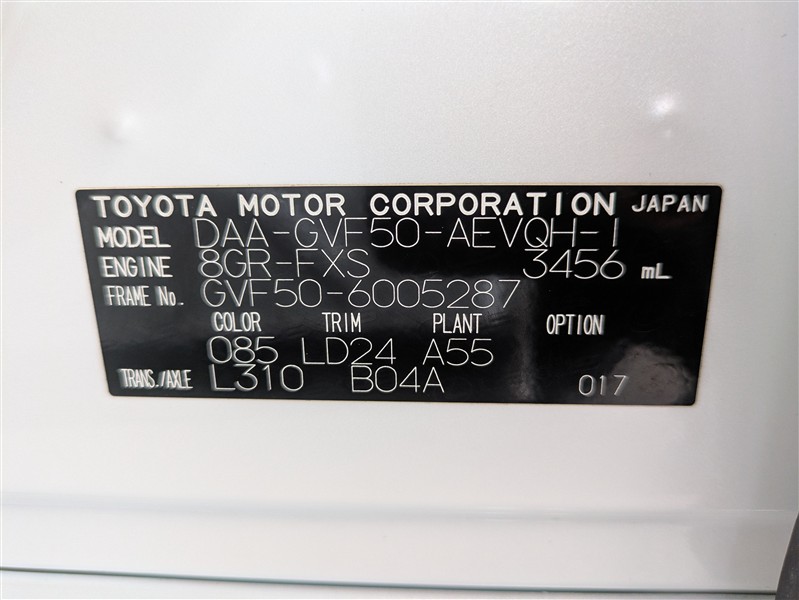 TOYOTA MOTOR CORPORATION JAPAN
MODEL DAA-GVF50-AEVQH-I
ENGINE 8GR-FXS 3456 mL
FRAME No. GVF50-6005287
COLOR TRIM PLANT OPTION
085 LD24 A55
TRANS./AXLE L310 B04A 017